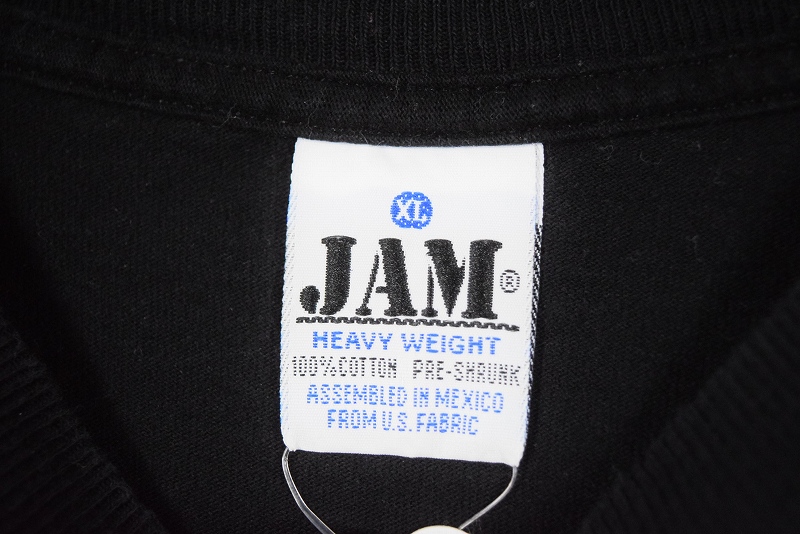 XL
JAM®
HEAVY WEIGHT
100% COTTON PRE-SHRUNK
ASSEMBLED IN MEXICO
FROM U.S. FABRIC